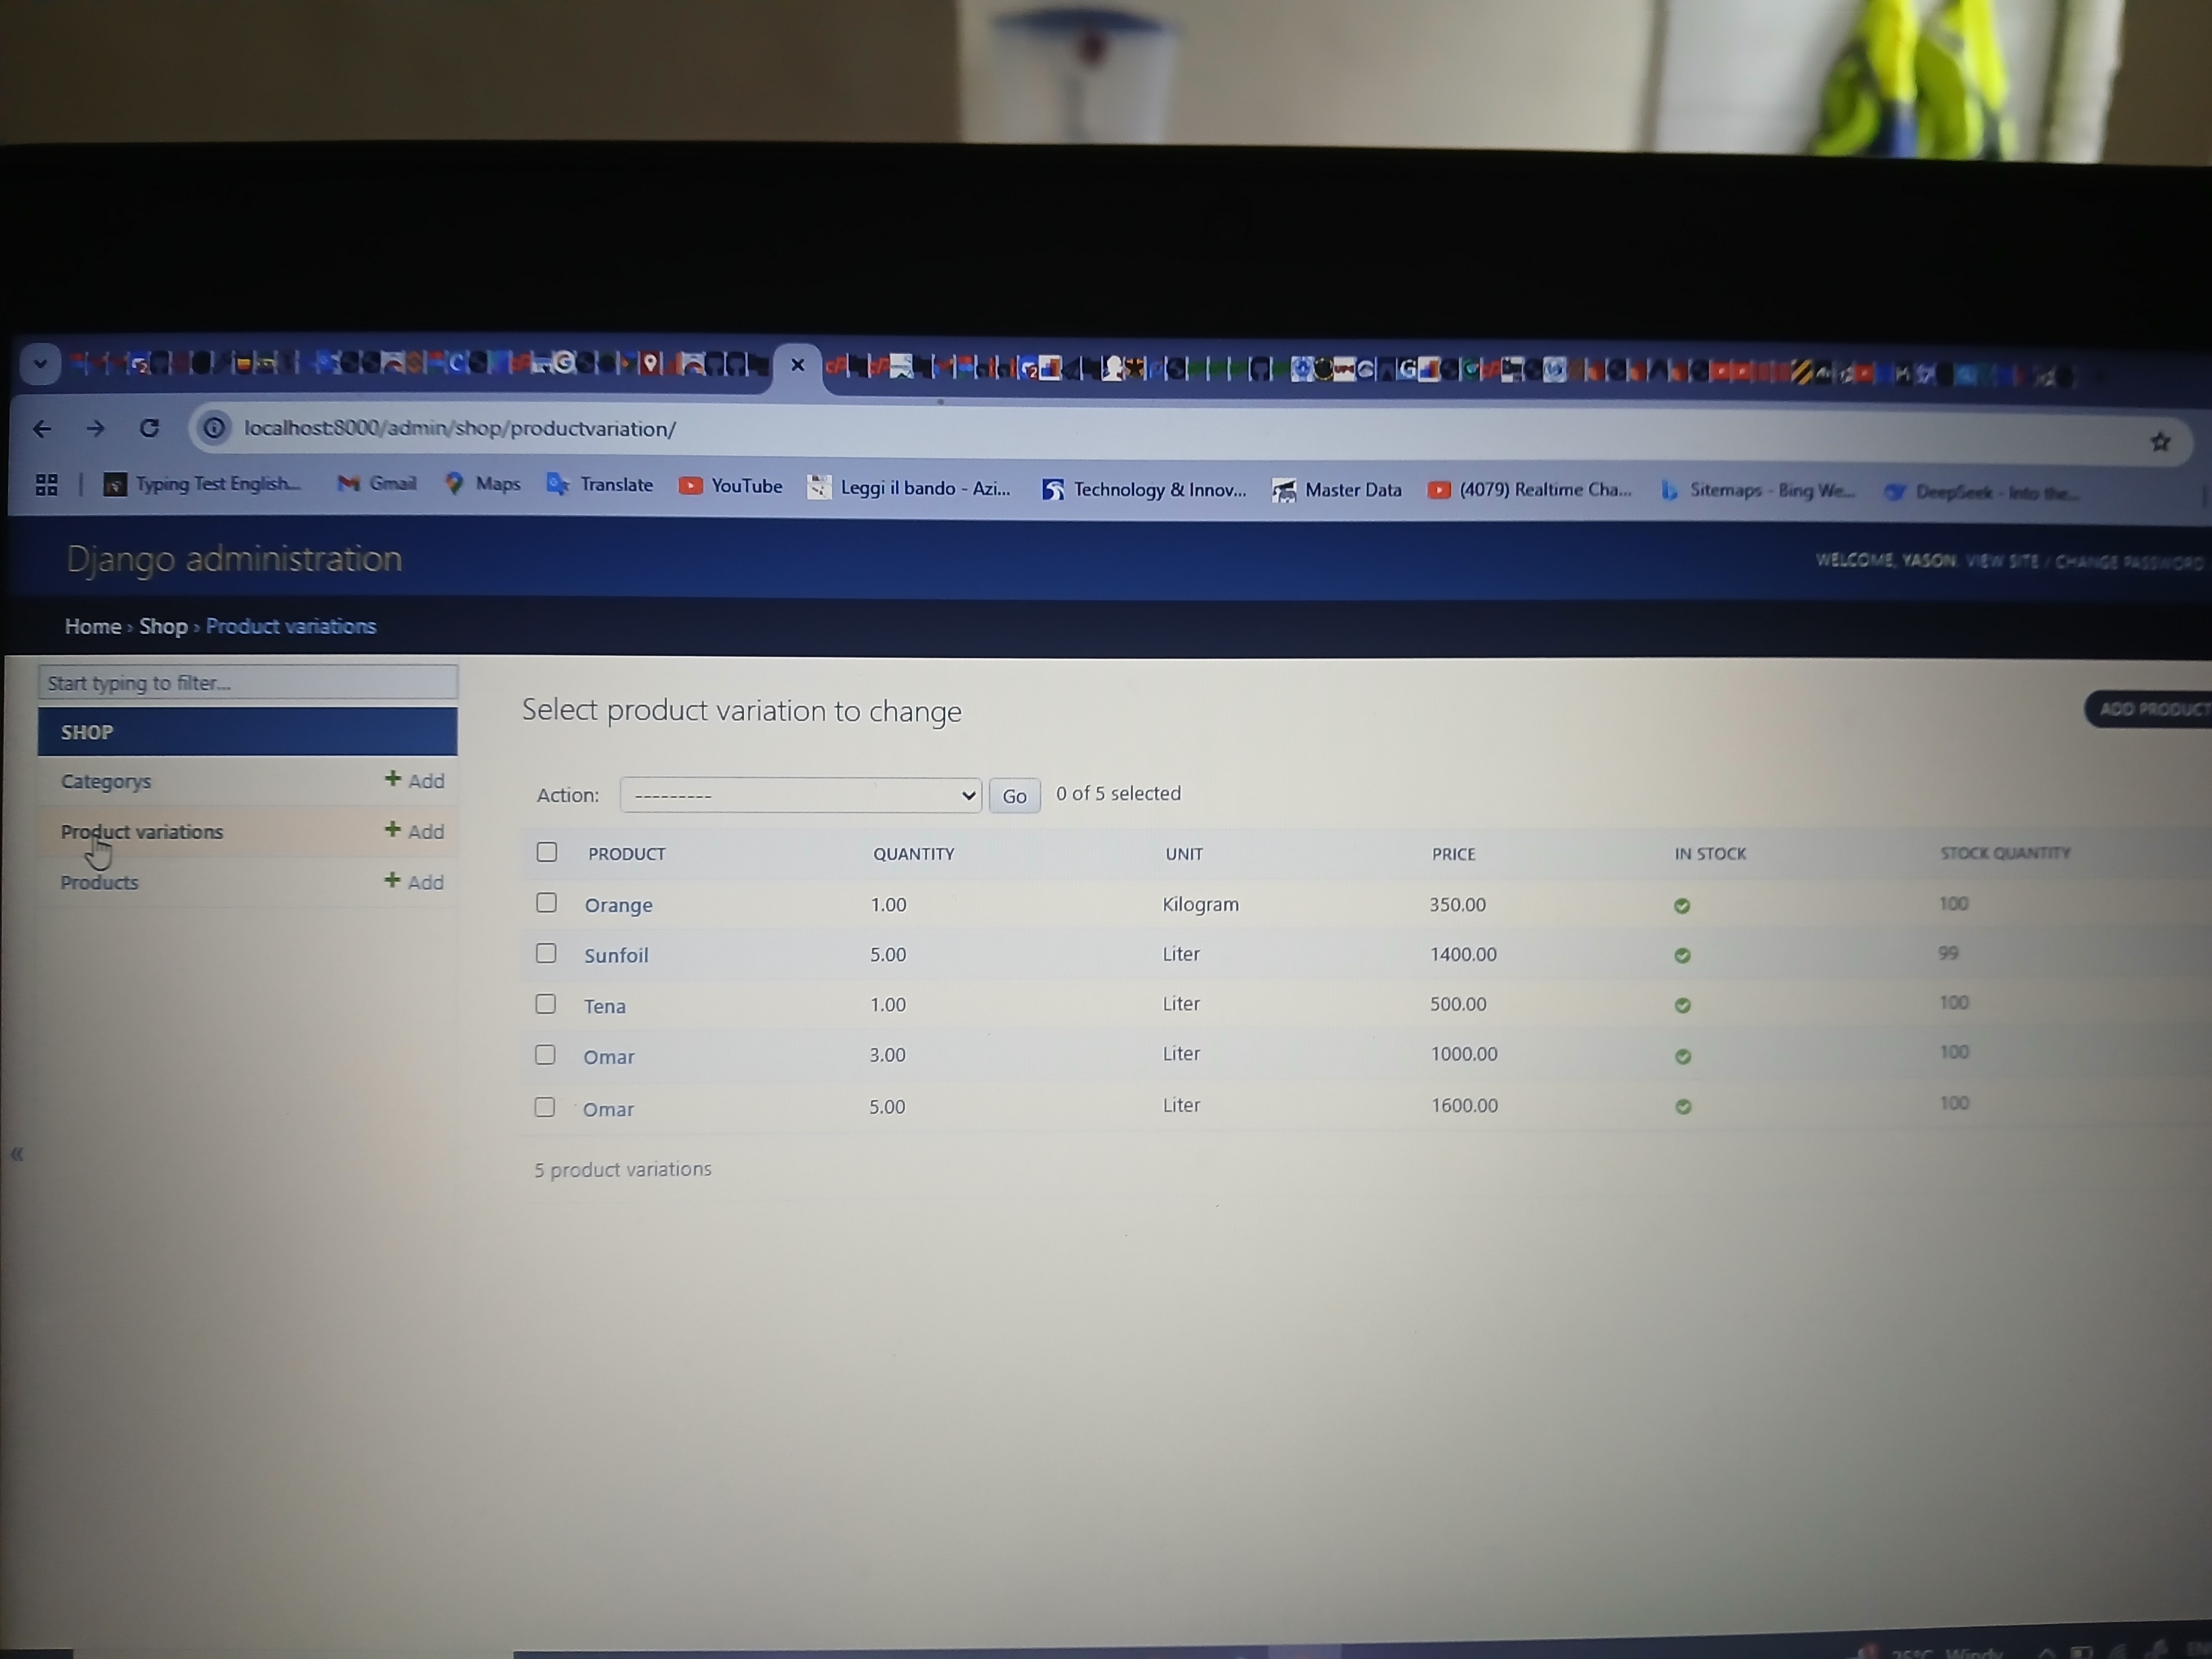 localhost:8000/admin/shop/productvariation/
Typing Test English... Gmail Maps Translate YouTube Leggi il bando - Azi... Technology & Innov... Master Data (4079) Realtime Cha... Sitemaps - Bing We... DeepSeek - Into the...
Django administration WELCOME, YASON. VIEW SITE / CHANGE PASSWORD
Home › Shop › Product variations
Start typing to filter...
SHOP
Categorys + Add
Product variations + Add
Products + Add
«
Select product variation to change
ADD PRODUCT
Action: --------- Go 0 of 5 selected
PRODUCT QUANTITY UNIT PRICE IN STOCK STOCK QUANTITY
Orange 1.00 Kilogram 350.00 100
Sunfoil 5.00 Liter 1400.00 99
Tena 1.00 Liter 500.00 100
Omar 3.00 Liter 1000.00 100
Omar 5.00 Liter 1600.00 100
5 product variations
25°C Windy